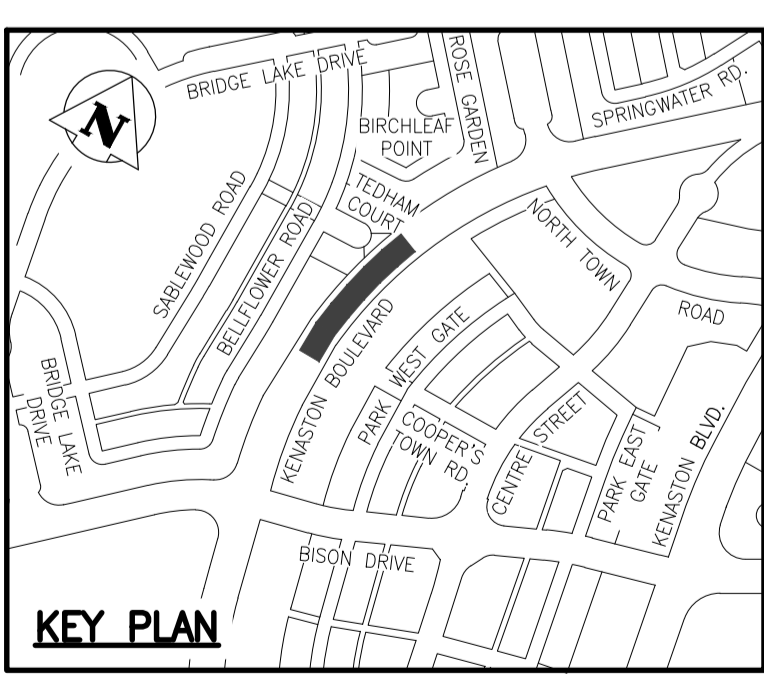 BRIDGE LAKE DRIVE
ROSE GARDEN
SPRINGWATER RD.
N
BIRCHLEAF
POINT
TEDHAM
COURT
SABLEWOOD ROAD
BELLFLOWER ROAD
NORTH TOWN
ROAD
KENASTON BOULEVARD
PARK WEST GATE
BRIDGE LAKE
DRIVE
COOPER'S
TOWN RD.
CENTRE STREET
PARK EAST
GATE
KENASTON BLVD.
BISON DRIVE
KEY PLAN